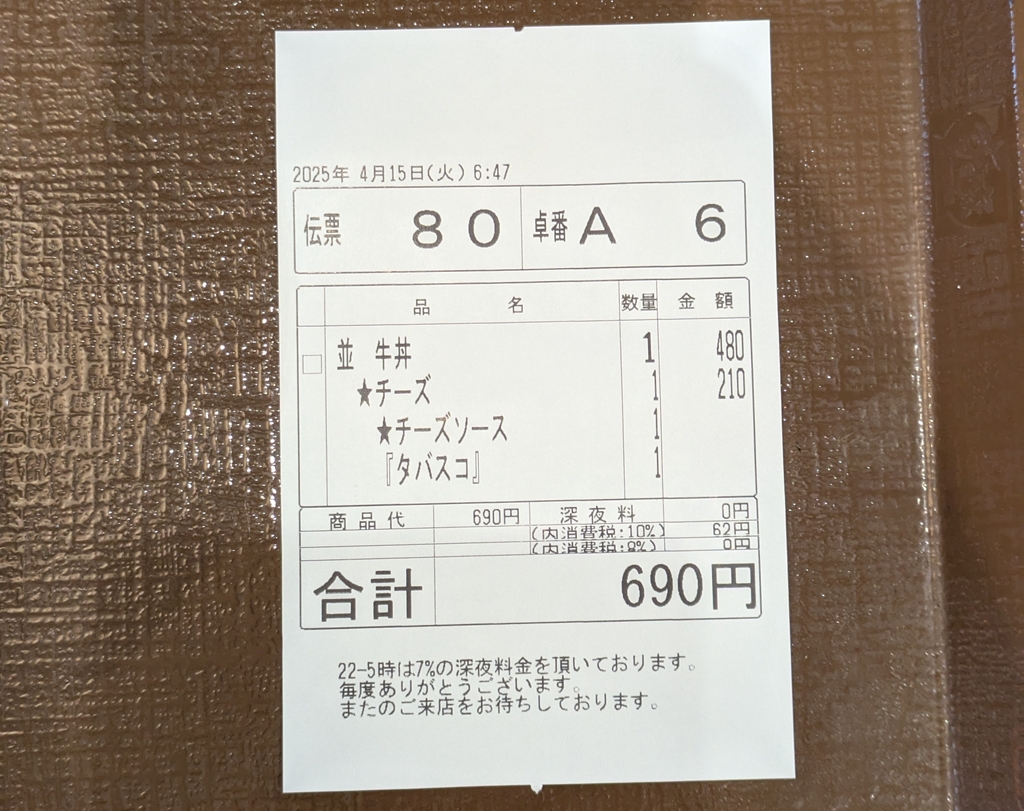 2025年 4月15日(火) 6:47
伝票 80 卓番 A 6
品 名 数量 金 額
並 牛丼 1 480
★チーズ 1 210
★チーズソース 1
『タバスコ』 1
商品代 690円 深夜料 0円
(内消費税:10%) 62円
(内消費税:8%) 0円
合計 690円
22-5時は7%の深夜料金を頂いております。
毎度ありがとうございます。
またのご来店をお待ちしております。